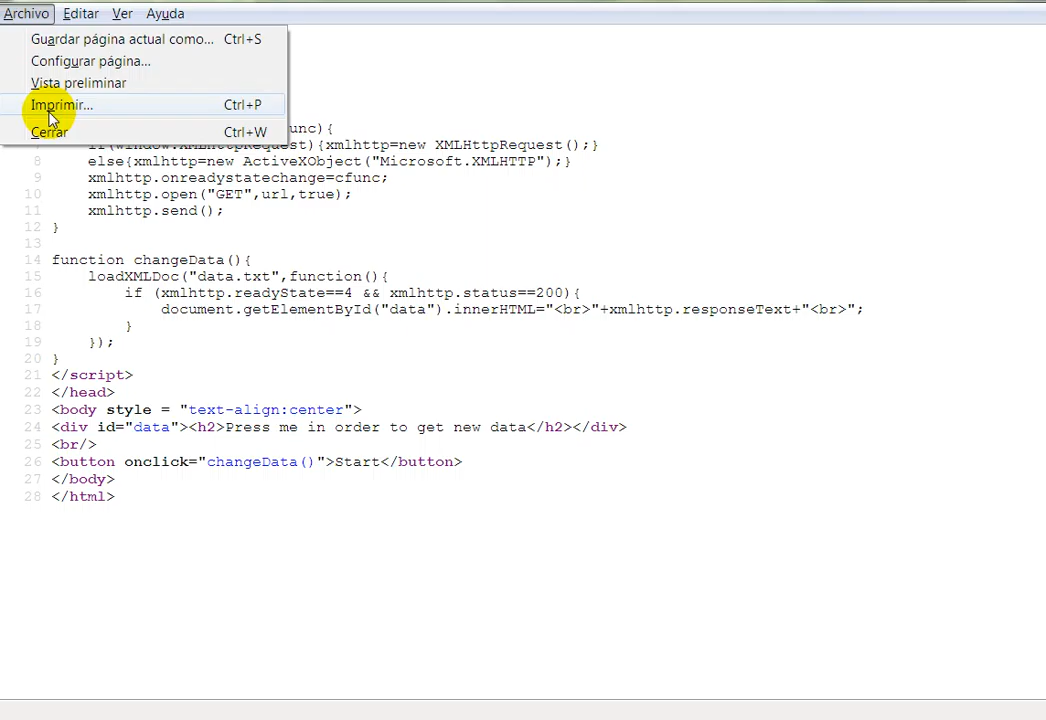 Archivo Editar Ver Ayuda
Guardar página actual como... Ctrl+S
Configurar página...
Vista preliminar
Imprimir... Ctrl+P
Cerrar Ctrl+W
func){
if(window.XMLHttpRequest){xmlhttp=new XMLHttpRequest();}
8 else{xmlhttp=new ActiveXObject("Microsoft.XMLHTTP");}
9 xmlhttp.onreadystatechange=cfunc;
10 xmlhttp.open("GET",url,true);
11 xmlhttp.send();
12 }
13
14 function changeData(){
15 loadXMLDoc("data.txt",function(){
16 if (xmlhttp.readyState==4 && xmlhttp.status==200){
17 document.getElementById("data").innerHTML="<br>"+xmlhttp.responseText+"<br>";
18 }
19 });
20 }
21 </script>
22 </head>
23 <body style = "text-align:center">
24 <div id="data"><h2>Press me in order to get new data</h2></div>
25 <br/>
26 <button onclick="changeData()">Start</button>
27 </body>
28 </html>